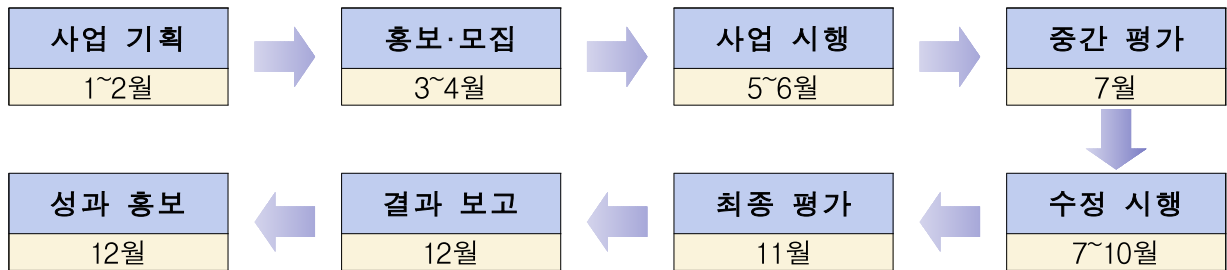 사업 기획
1~2월
홍보·모집
3~4월
사업 시행
5~6월
중간 평가
7월
수정 시행
7~10월
최종 평가
11월
결과 보고
12월
성과 홍보
12월